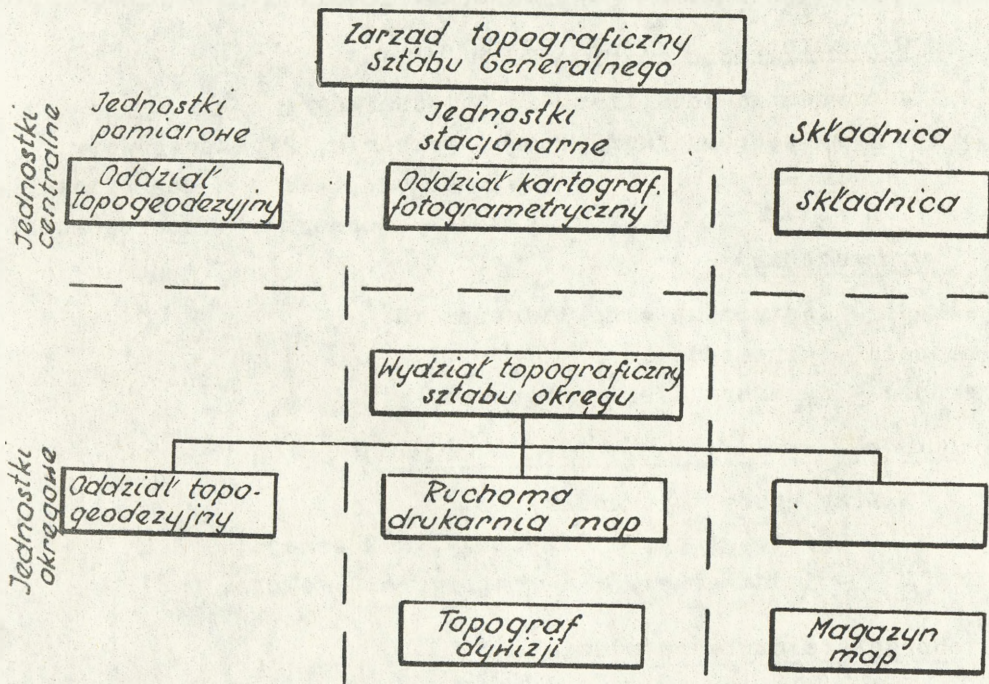 Zarząd topograficzny
Sztabu Generalnego
Jednostki
centralne
Jednostki
pomiarowe
Jednostki
stacjonarne
składnica
Oddział
topogeodezyjny
Oddział kartograf.
fotogrametryczny
składnica
Wydział topograficzny
sztabu okręgu
Jednostki
okręgowe
Oddział topo-
geodezyjny
Ruchoma
drukarnia map
Topograf
dywizji
Magazyn
map